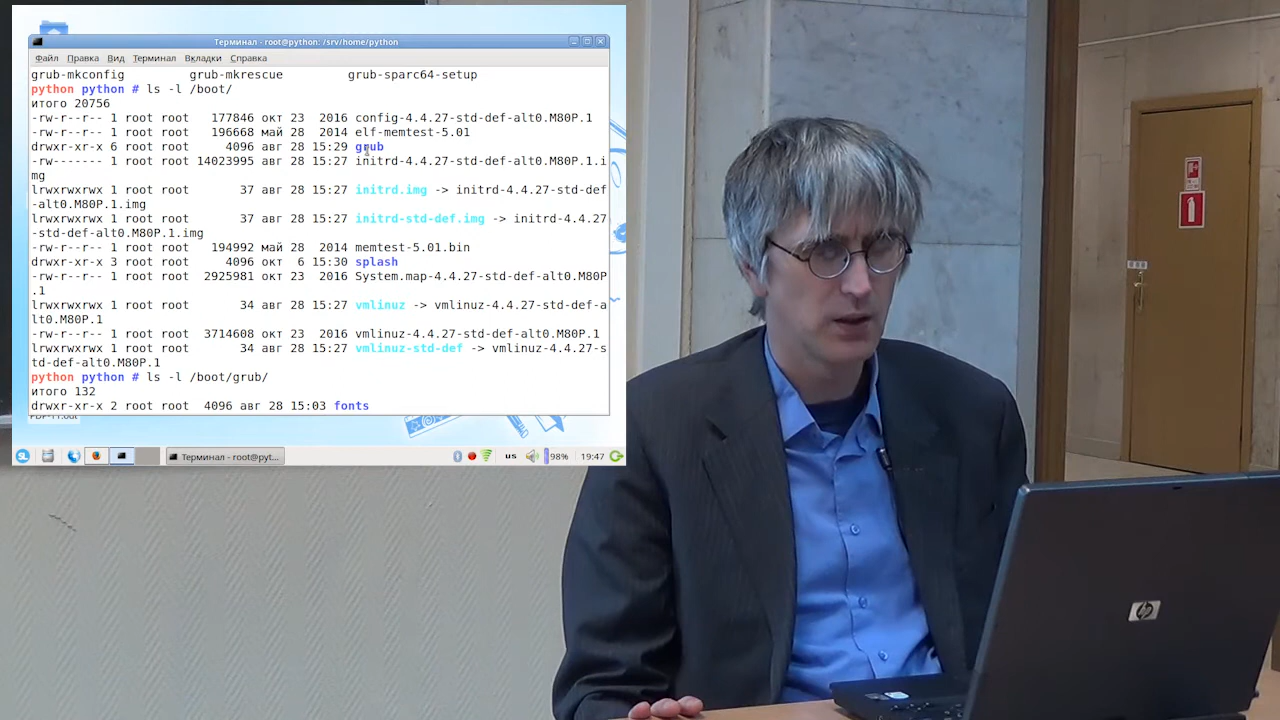 Терминал - root@python: /srv/home/python
Файл Правка Вид Терминал Вкладки Справка
grub-mkconfig grub-mkrescue grub-sparc64-setup
python python # ls -l /boot/
итого 20756
-rw-r--r-- 1 root root 177846 окт 23 2016 config-4.4.27-std-def-alt0.M80P.1
-rw-r--r-- 1 root root 196668 май 28 2014 elf-memtest-5.01
drwxr-xr-x 6 root root 4096 авг 28 15:29 grub
-rw------- 1 root root 14023995 авг 28 15:27 initrd-4.4.27-std-def-alt0.M80P.1.i
mg
lrwxrwxrwx 1 root root 37 авг 28 15:27 initrd.img -> initrd-4.4.27-std-def
-alt0.M80P.1.img
lrwxrwxrwx 1 root root 37 авг 28 15:27 initrd-std-def.img -> initrd-4.4.27
-std-def-alt0.M80P.1.img
-rw-r--r-- 1 root root 194992 май 28 2014 memtest-5.01.bin
drwxr-xr-x 3 root root 4096 окт 6 15:30 splash
-rw-r--r-- 1 root root 2925981 окт 23 2016 System.map-4.4.27-std-def-alt0.M80P
.1
lrwxrwxrwx 1 root root 34 авг 28 15:27 vmlinuz -> vmlinuz-4.4.27-std-def-a
lt0.M80P.1
-rw-r--r-- 1 root root 3714608 окт 23 2016 vmlinuz-4.4.27-std-def-alt0.M80P.1
lrwxrwxrwx 1 root root 34 авг 28 15:27 vmlinuz-std-def -> vmlinuz-4.4.27-s
td-def-alt0.M80P.1
python python # ls -l /boot/grub/
итого 132
drwxr-xr-x 2 root root 4096 авг 28 15:03 fonts
Терминал - root@pyt... us 98% 19:47
hp